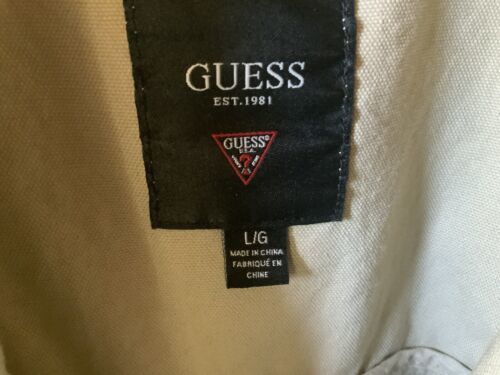 GUESS
EST.1981
GUESS®
U.S.A.
?
L/G
MADE IN CHINA
FABRIQUÉ EN
CHINE